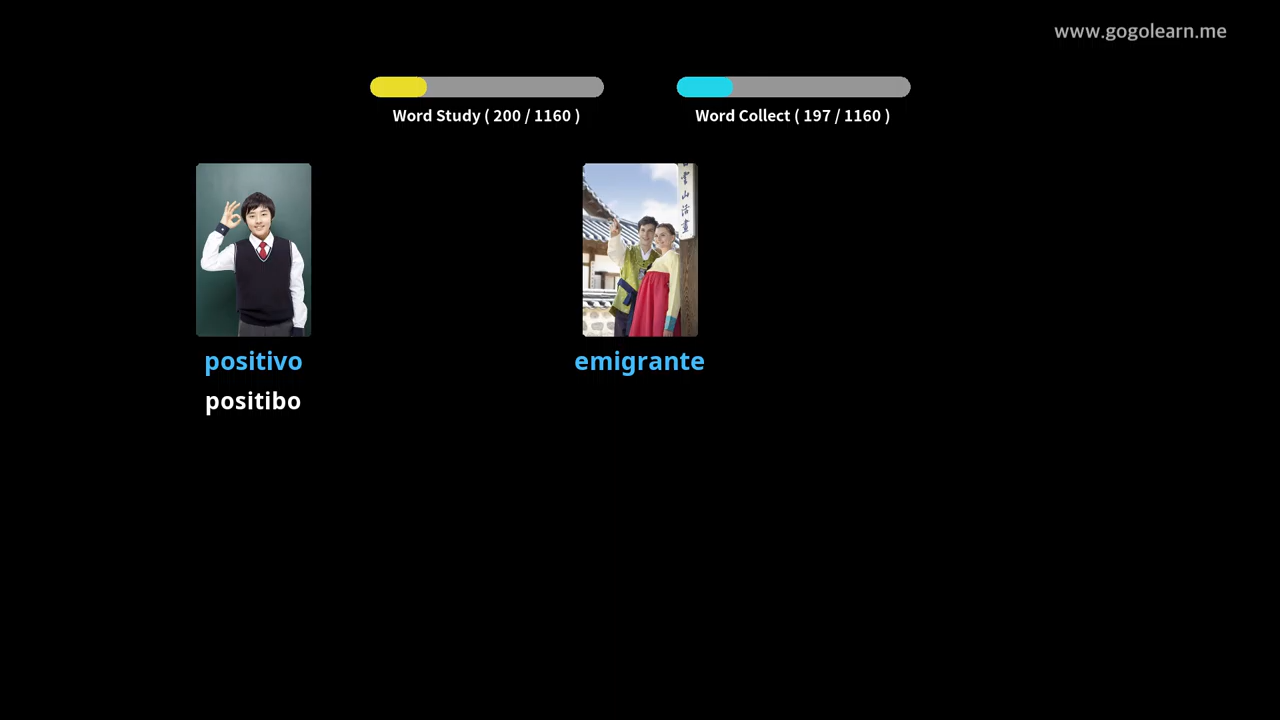 www.gogolearn.me
Word Study ( 200 / 1160 )
Word Collect ( 197 / 1160 )
positivo
emigrante
positibo